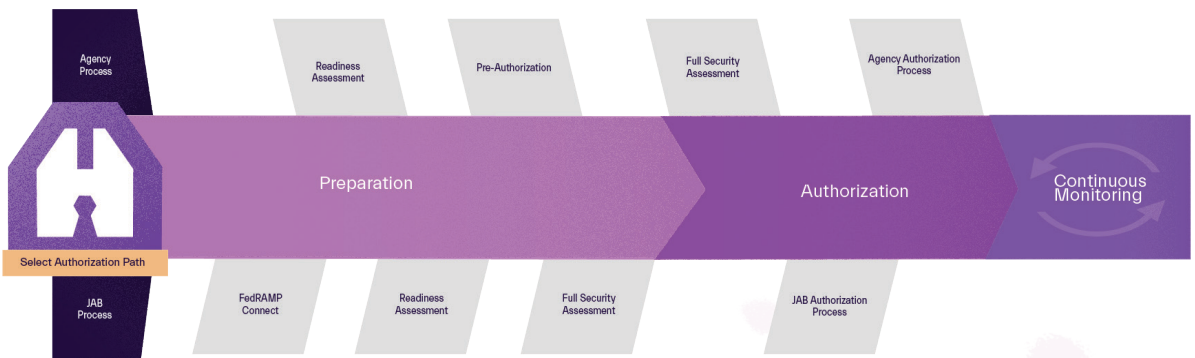 Agency
Process
Readiness
Assessment
Pre-Authorization
Full Security
Assessment
Agency Authorization
Process
Preparation
Authorization
Continuous
Monitoring
Select Authorization Path
JAB
Process
FedRAMP
Connect
Readiness
Assessment
Full Security
Assessment
JAB Authorization
Process